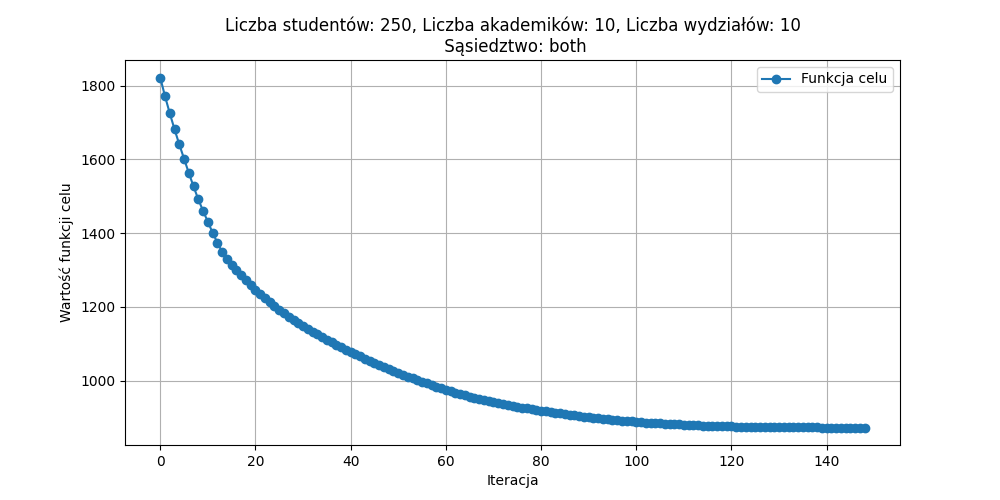 Liczba studentów: 250, Liczba akademików: 10, Liczba wydziałów: 10
Sąsiedztwo: both
Funkcja celu
Wartość funkcji celu
1800
1600
1400
1200
1000
0 20 40 60 80 100 120 140
Iteracja